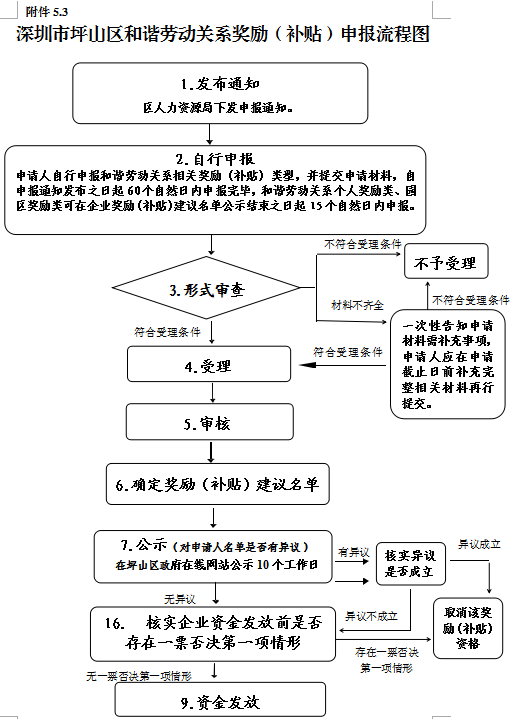 附件 5.3
深圳市坪山区和谐劳动关系奖励（补贴）申报流程图
1.发布通知
区人力资源局下发申报通知。
2.自行申报
申请人自行申报和谐劳动关系相关奖励（补贴）类型，并提交申请材料，自
申报通知发布之日起 60个自然日内申报完毕，和谐劳动关系个人奖励类、园
区奖励类可在企业奖励(补贴)建议名单公示结束之日起 15个自然日内申报。
不符合受理条件
不予受理
3.形式审查
材料不齐全
不符合受理条件
一次性告知申请
材料需补充事项，
申请人应在申请
截止日前补充完
整相关材料再行
提交。
符合受理条件
符合受理条件
4.受理
5.审核
6.确定奖励（补贴）建议名单
7.公示（对申请人名单是否有异议）
在坪山区政府在线网站公示 10个工作日
有异议
核实异议
是否成立
异议成立
无异议
异议不成立
取消该奖
励(补贴)
资格
16. 核实企业资金发放前是否
存在一票否决第一项情形
存在一票否决
第一项情形
无一票否决第一项情形
9.资金发放